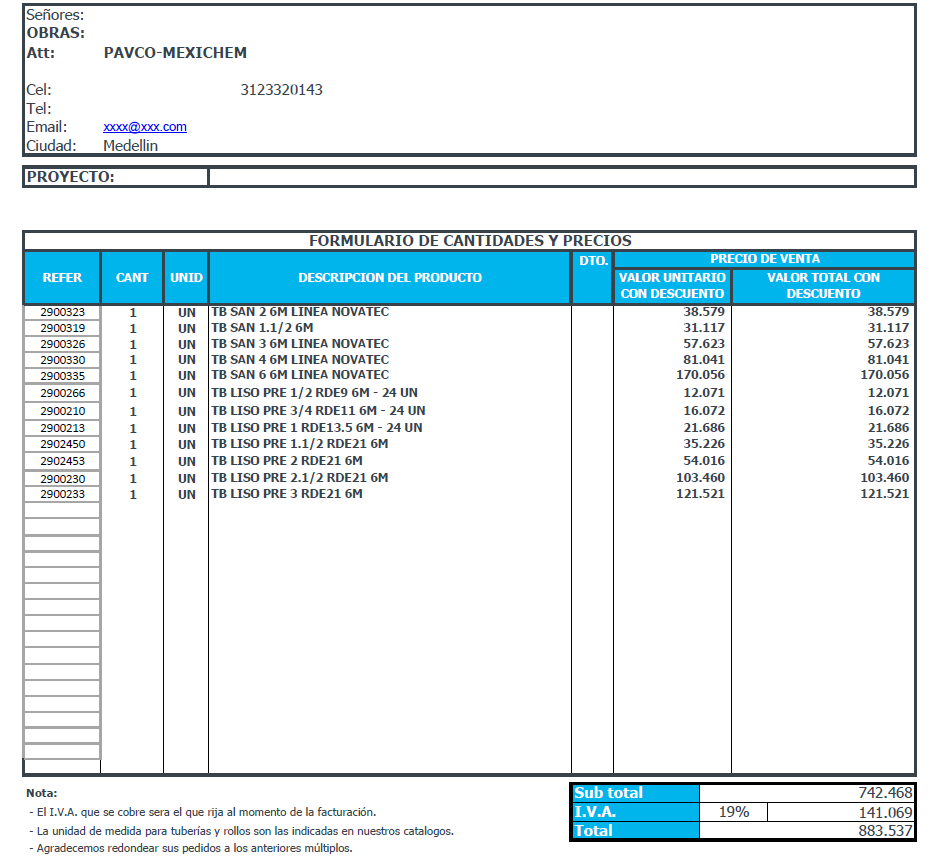 Señores:
OBRAS:
Att: PAVCO-MEXICHEM
Cel: 3123320143
Tel:
Email: xxxx@xxx.com
Ciudad: Medellin
PROYECTO:
FORMULARIO DE CANTIDADES Y PRECIOS
REFER CANT UNID DESCRIPCION DEL PRODUCTO DTO. PRECIO DE VENTA
VALOR UNITARIO CON DESCUENTO VALOR TOTAL CON DESCUENTO
2900323 1 UN TB SAN 2 6M LINEA NOVATEC 38.579 38.579
2900319 1 UN TB SAN 1.1/2 6M 31.117 31.117
2900326 1 UN TB SAN 3 6M LINEA NOVATEC 57.623 57.623
2900330 1 UN TB SAN 4 6M LINEA NOVATEC 81.041 81.041
2900335 1 UN TB SAN 6 6M LINEA NOVATEC 170.056 170.056
2900266 1 UN TB LISO PRE 1/2 RDE9 6M - 24 UN 12.071 12.071
2900210 1 UN TB LISO PRE 3/4 RDE11 6M - 24 UN 16.072 16.072
2900213 1 UN TB LISO PRE 1 RDE13.5 6M - 24 UN 21.686 21.686
2902450 1 UN TB LISO PRE 1.1/2 RDE21 6M 35.226 35.226
2902453 1 UN TB LISO PRE 2 RDE21 6M 54.016 54.016
2900230 1 UN TB LISO PRE 2.1/2 RDE21 6M 103.460 103.460
2900233 1 UN TB LISO PRE 3 RDE21 6M 121.521 121.521
Nota:
- El I.V.A. que se cobre sera el que rija al momento de la facturación.
- La unidad de medida para tuberías y rollos son las indicadas en nuestros catalogos.
- Agradecemos redondear sus pedidos a los anteriores múltiplos.
Sub total 742.468
I.V.A. 19% 141.069
Total 883.537